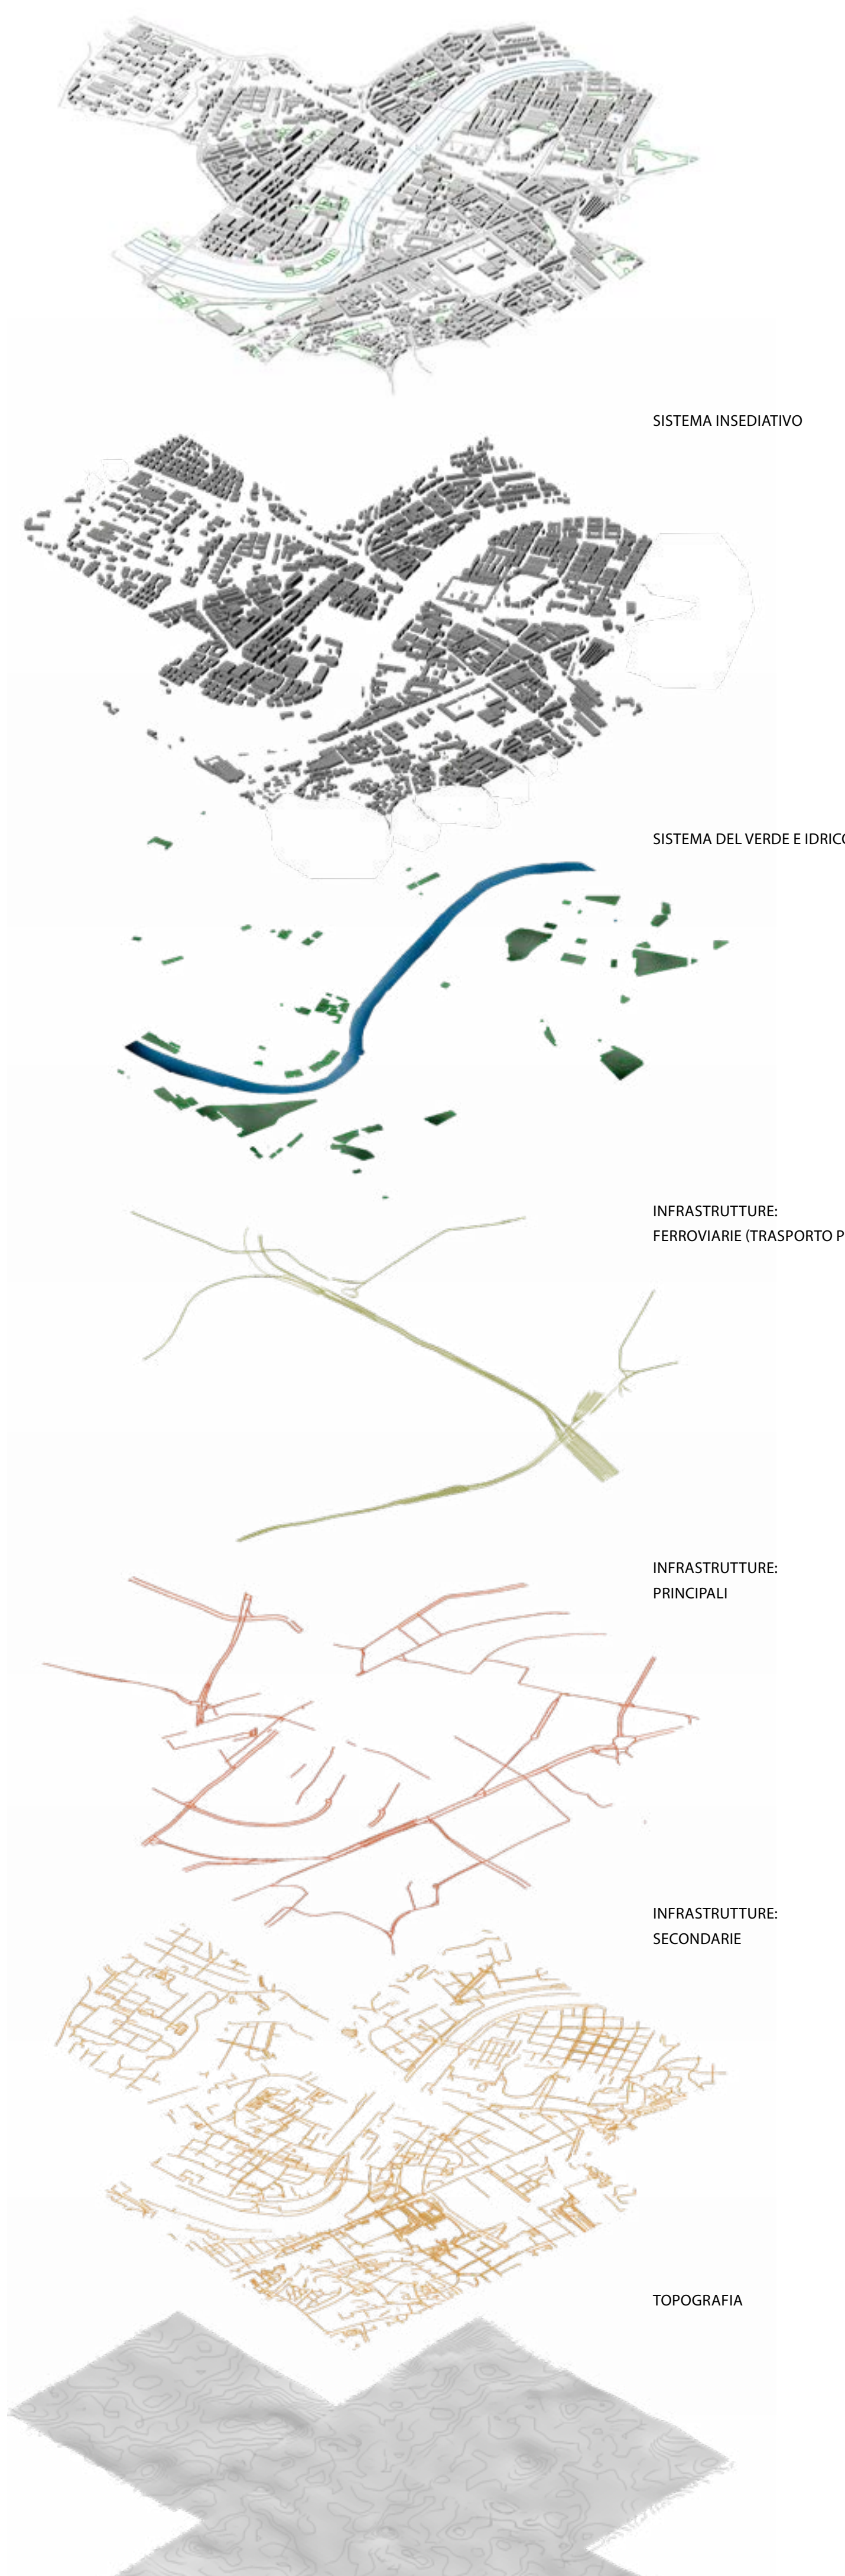 SISTEMA INSEDIATIVO
SISTEMA DEL VERDE E IDRICO
INFRASTRUTTURE:
FERROVIARIE (TRASPORTO P
INFRASTRUTTURE:
PRINCIPALI
INFRASTRUTTURE:
SECONDARIE
TOPOGRAFIA